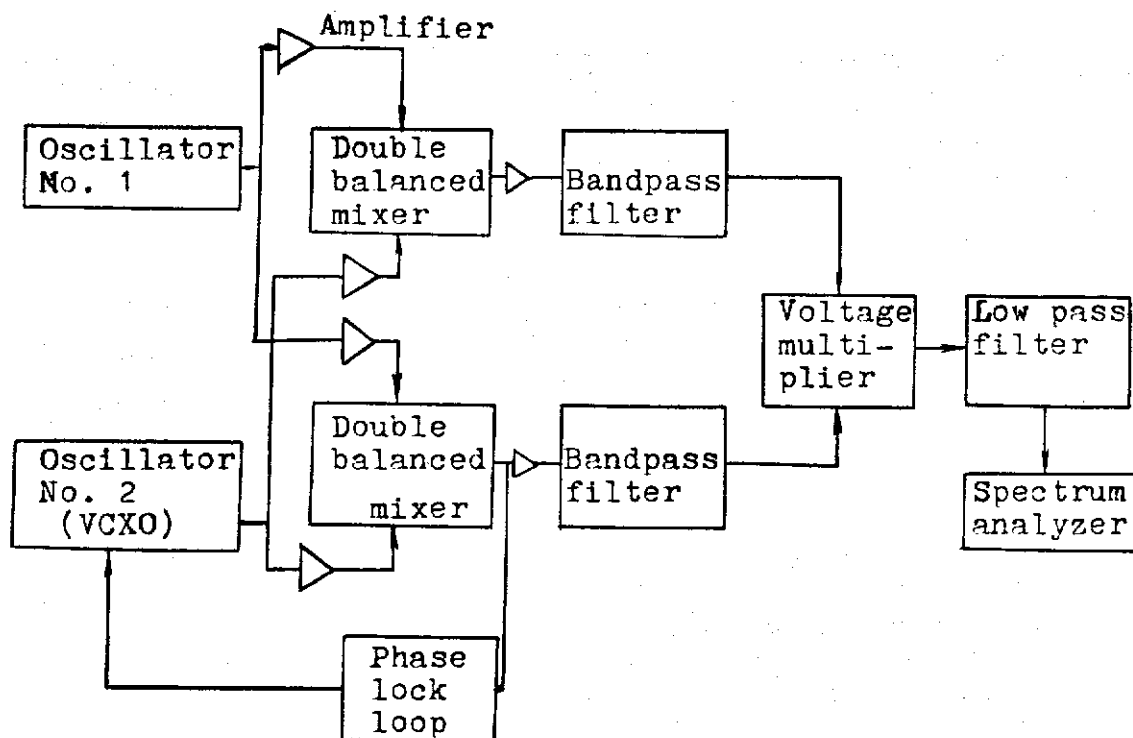 Amplifier
Oscillator
No. 1
Double
balanced
mixer
Bandpass
filter
Voltage
multi-
plier
Low pass
filter
Double
balanced
mixer
Bandpass
filter
Oscillator
No. 2
(VCXO)
Spectrum
analyzer
Phase
lock
loop